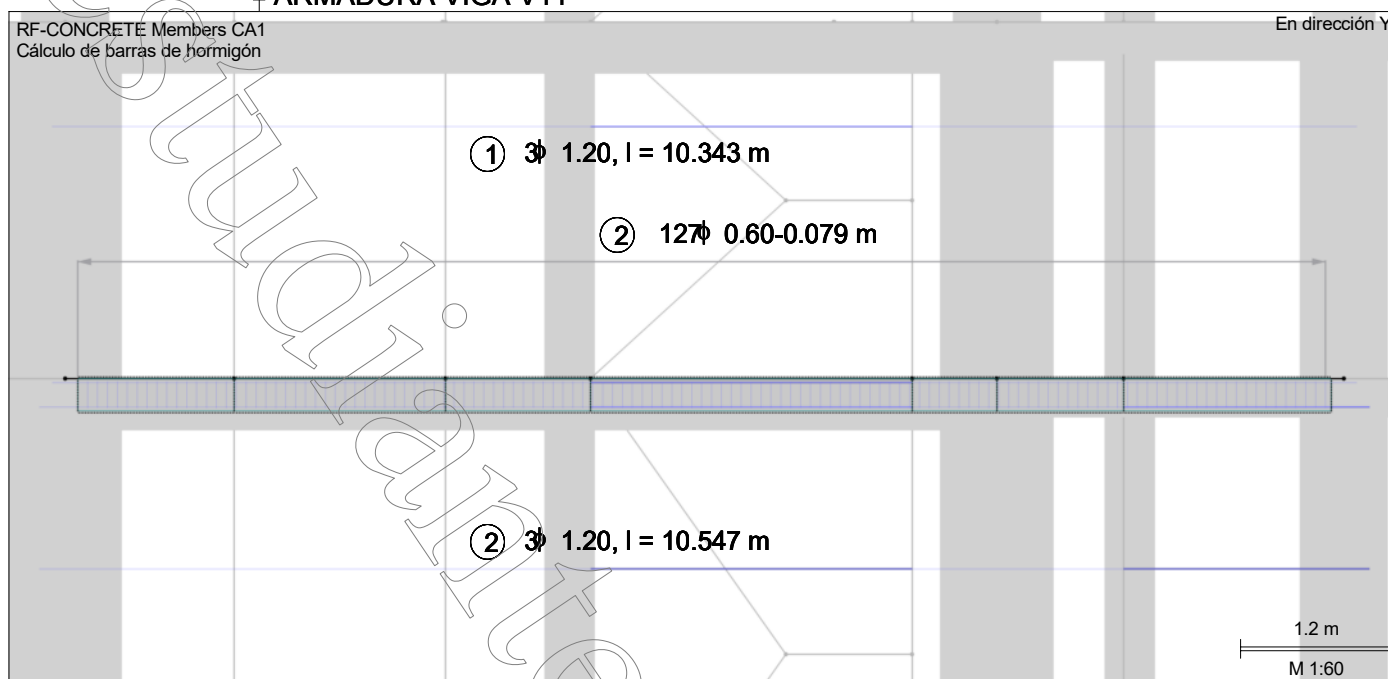 ARMADURA VIGA V11
RF-CONCRETE Members CA1
En dirección Y
Cálculo de barras de hormigón
1 3ϕ 1.20, l = 10.343 m
2 127ϕ 0.60-0.079 m
2 3ϕ 1.20, l = 10.547 m
1.2 m
M 1:60
studiante